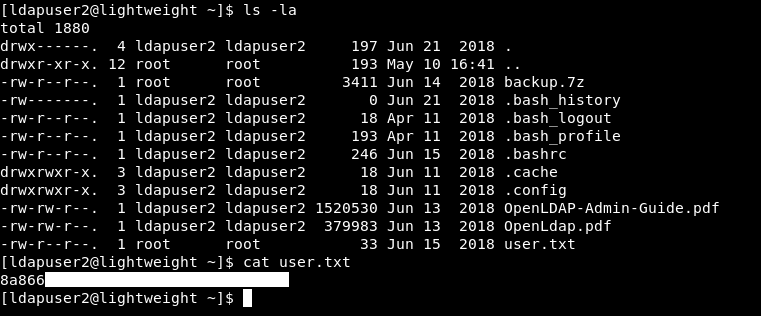 [ldapuser2@lightweight ~]$ ls -la
total 1880
drwx------.  4 ldapuser2 ldapuser2     197 Jun 21  2018 .
drwxr-xr-x. 12 root      root          193 May 10 16:41 ..
-rw-r--r--.  1 root      root         3411 Jun 14  2018 backup.7z
-rw-------.  1 ldapuser2 ldapuser2       0 Jun 21  2018 .bash_history
-rw-r--r--.  1 ldapuser2 ldapuser2      18 Apr 11  2018 .bash_logout
-rw-r--r--.  1 ldapuser2 ldapuser2     193 Apr 11  2018 .bash_profile
-rw-r--r--.  1 ldapuser2 ldapuser2     246 Jun 15  2018 .bashrc
drwxrwxr-x.  3 ldapuser2 ldapuser2      18 Jun 11  2018 .cache
drwxrwxr-x.  3 ldapuser2 ldapuser2      18 Jun 11  2018 .config
-rw-rw-r--.  1 ldapuser2 ldapuser2 1520530 Jun 13  2018 OpenLDAP-Admin-Guide.pdf
-rw-rw-r--.  1 ldapuser2 ldapuser2  379983 Jun 13  2018 OpenLdap.pdf
-rw-r--r--.  1 root      root           33 Jun 15  2018 user.txt
[ldapuser2@lightweight ~]$ cat user.txt
8a866
[ldapuser2@lightweight ~]$